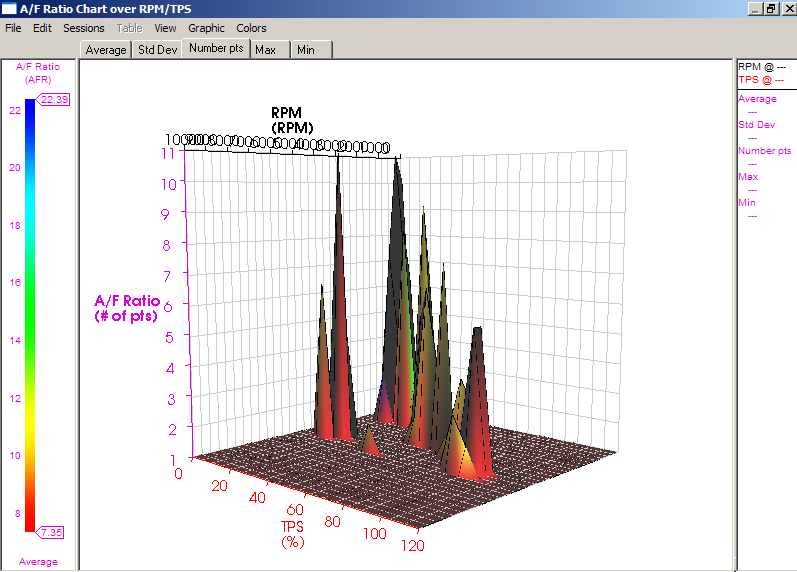 A/F Ratio Chart over RPM/TPS
File Edit Sessions Table View Graphic Colors
Average Std Dev Number pts Max Min
A/F Ratio
(AFR)
22.39
22
20
18
16
14
12
10
8
7.35
Average
RPM
(RPM)
11
10
9
8
7
6
5
4
3
2
1
A/F Ratio
(# of pts)
0
20
40
60
80
100
120
TPS
(%)
RPM @ ---
TPS @ ---
Average
---
Std Dev
---
Number pts
---
Max
---
Min
---